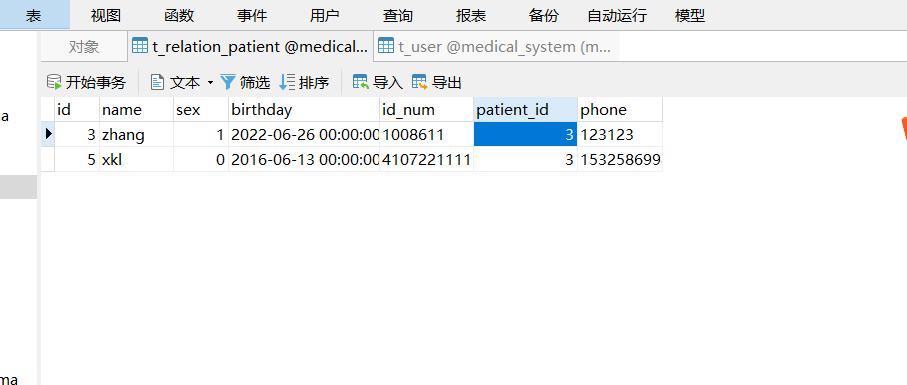 表 视图 函数 事件 用户 查询 报表 备份 自动运行 模型
对象 t_relation_patient @medical... t_user @medical_system (m...
开始事务 文本 筛选 排序 导入 导出
id name sex birthday id_num patient_id phone
3 zhang 1 2022-06-26 00:00:00 1008611 3 123123
5 xkl 0 2016-06-13 00:00:00 4107221111 3 153258699
a
ma